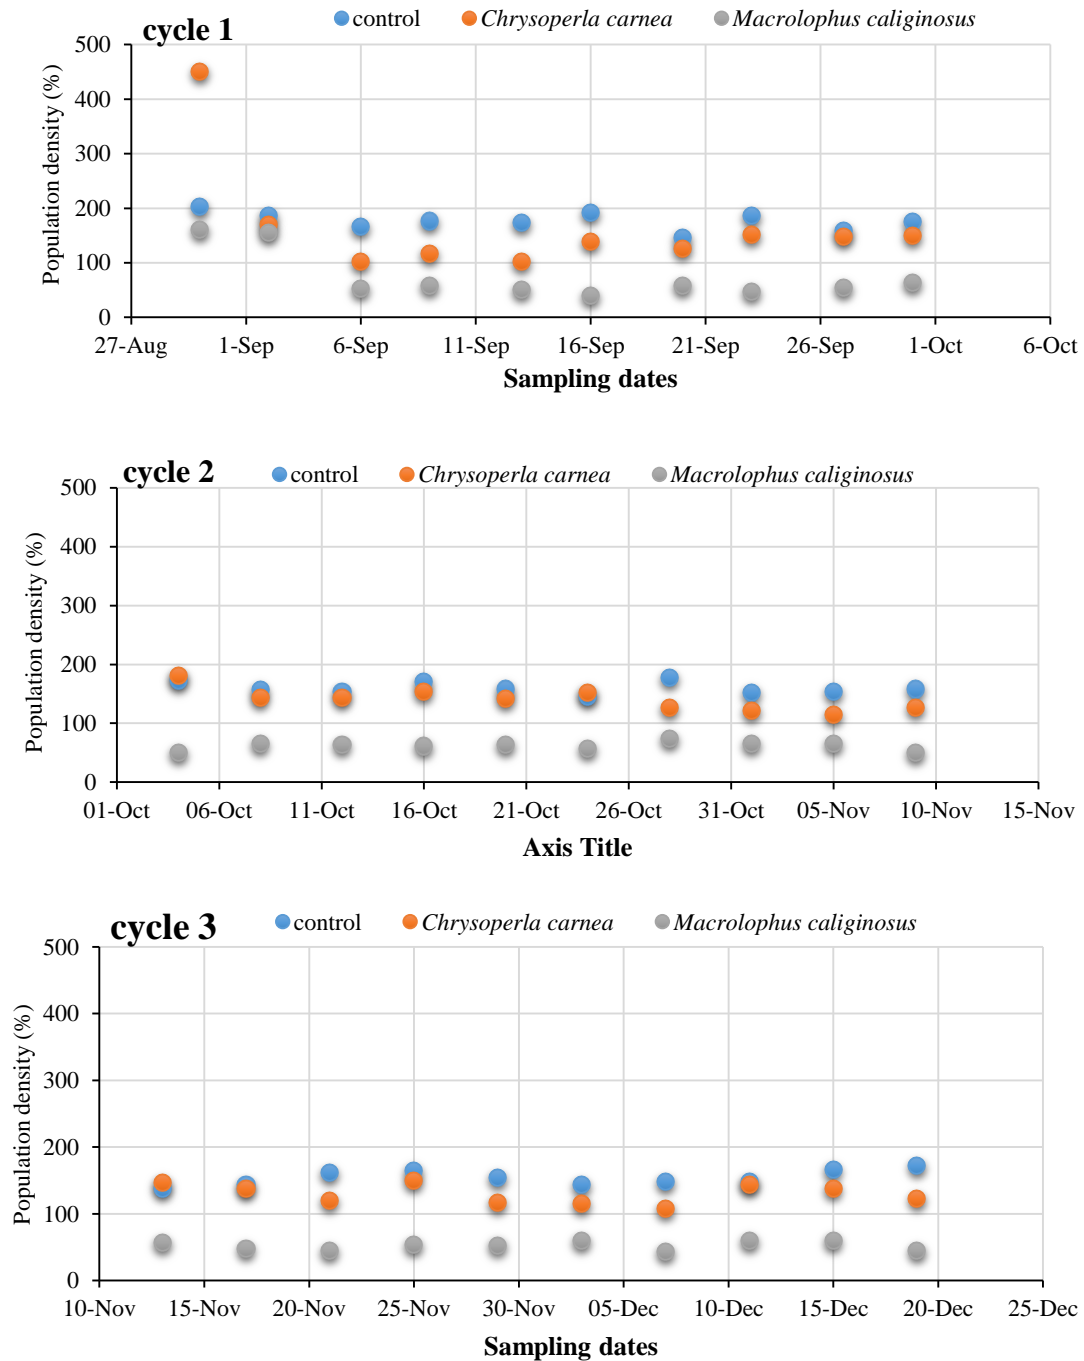 cycle 1
control Chrysoperla carnea Macrolophus caliginosus
Population density (%)
500
400
300
200
100
0
27-Aug 1-Sep 6-Sep 11-Sep 16-Sep 21-Sep 26-Sep 1-Oct 6-Oct
Sampling dates
cycle 2
control Chrysoperla carnea Macrolophus caliginosus
Population density (%)
500
400
300
200
100
0
01-Oct 06-Oct 11-Oct 16-Oct 21-Oct 26-Oct 31-Oct 05-Nov 10-Nov 15-Nov
Axis Title
cycle 3
control Chrysoperla carnea Macrolophus caliginosus
Population density (%)
500
400
300
200
100
0
10-Nov 15-Nov 20-Nov 25-Nov 30-Nov 05-Dec 10-Dec 15-Dec 20-Dec 25-Dec
Sampling dates